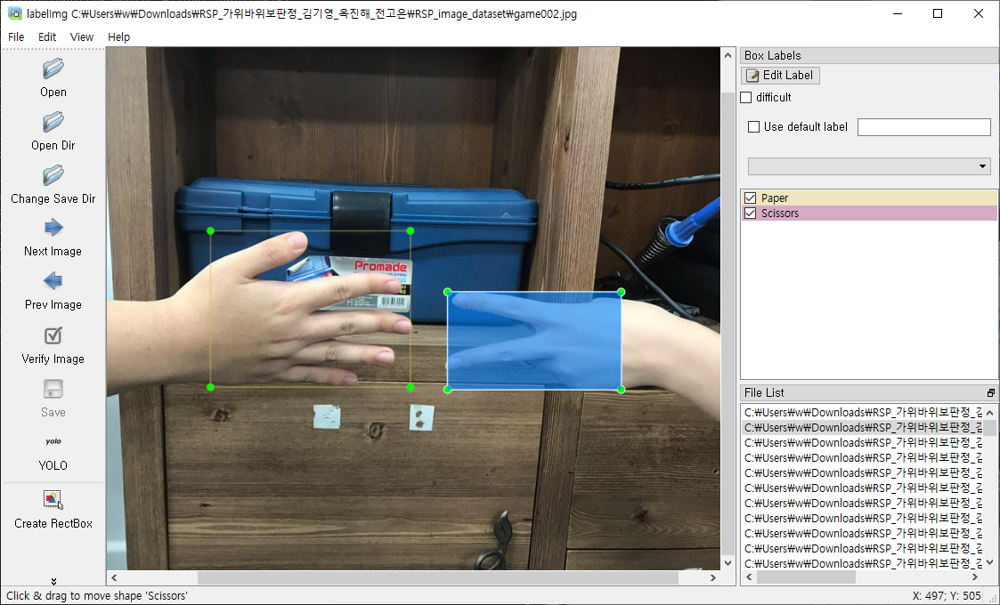 labelImg C:₩Users₩w₩Downloads₩RSP_가위바위보판정_김기영_옥진해_전고은₩RSP_image_dataset₩game002.jpg
File Edit View Help
Open
Open Dir
Change Save Dir
Next Image
Prev Image
Verify Image
Save
yolo
YOLO
Create RectBox
Promade
Box Labels
Edit Label
difficult
Use default label
Paper
Scissors
File List
C:₩Users₩w₩Downloads₩RSP_가위바위보판정_김
C:₩Users₩w₩Downloads₩RSP_가위바위보판정_김
C:₩Users₩w₩Downloads₩RSP_가위바위보판정_김
C:₩Users₩w₩Downloads₩RSP_가위바위보판정_김
C:₩Users₩w₩Downloads₩RSP_가위바위보판정_김
C:₩Users₩w₩Downloads₩RSP_가위바위보판정_김
C:₩Users₩w₩Downloads₩RSP_가위바위보판정_김
C:₩Users₩w₩Downloads₩RSP_가위바위보판정_김
C:₩Users₩w₩Downloads₩RSP_가위바위보판정_김
C:₩Users₩w₩Downloads₩RSP_가위바위보판정_김
C:₩Users₩w₩Downloads₩RSP_가위바위보판정_김
Click & drag to move shape 'Scissors'
X: 497; Y: 505